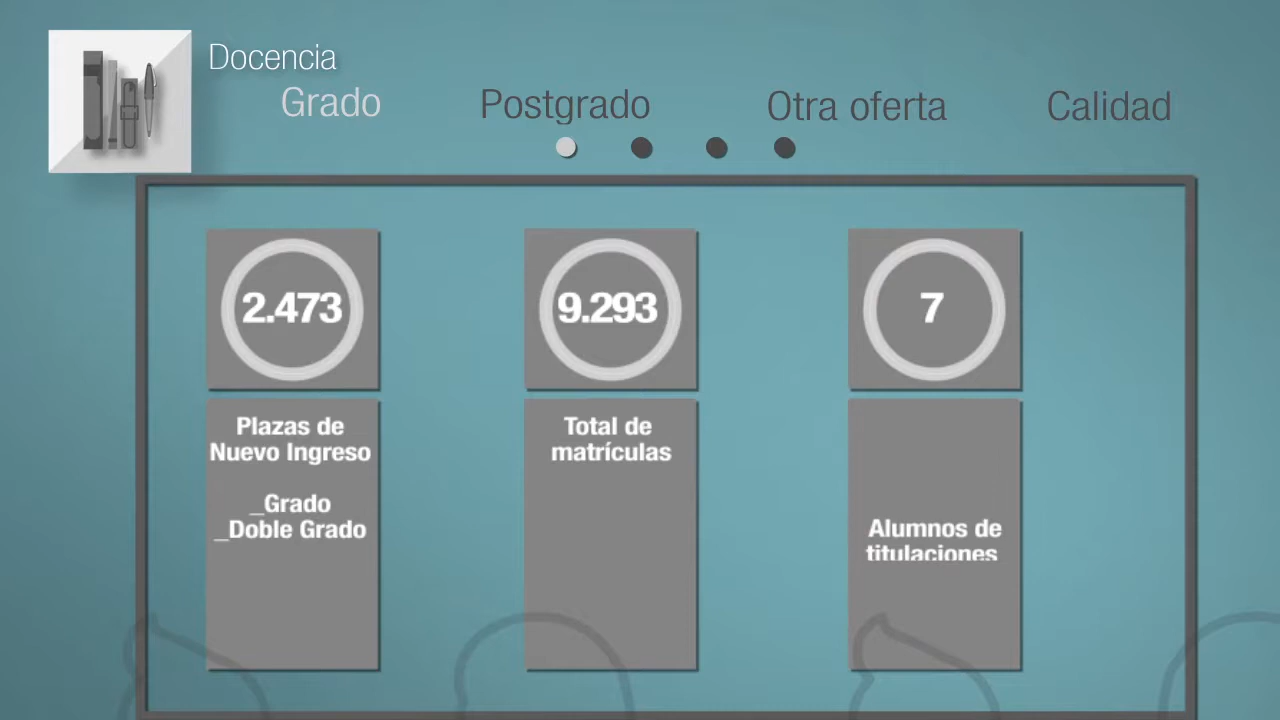 Docencia
Grado
Postgrado
Otra oferta
Calidad
2.473
9.293
7
Plazas de
Nuevo Ingreso
_Grado
_Doble Grado
Total de
matrículas
Alumnos de
titulaciones